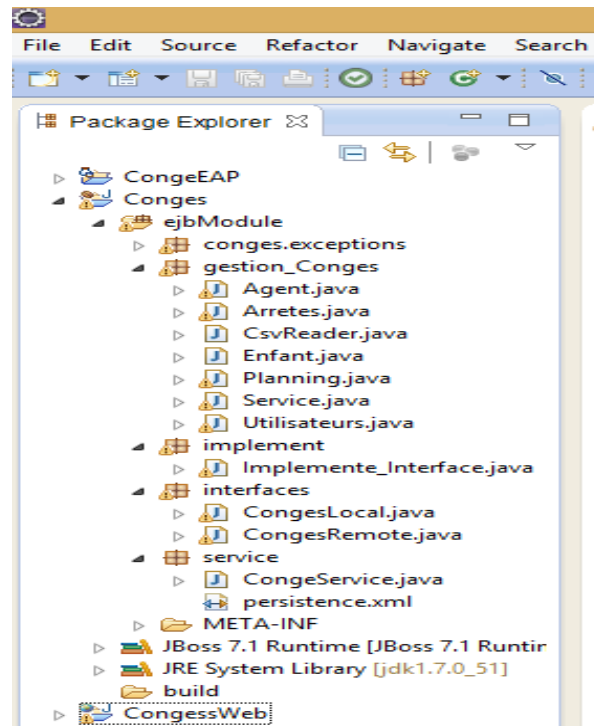 File Edit Source Refactor Navigate Search
Package Explorer
CongeEAP
Conges
ejbModule
conges.exceptions
gestion_Conges
Agent.java
Arretes.java
CsvReader.java
Enfant.java
Planning.java
Service.java
Utilisateurs.java
implement
Implemente_Interface.java
interfaces
CongesLocal.java
CongesRemote.java
service
CongeService.java
persistence.xml
META-INF
JBoss 7.1 Runtime [JBoss 7.1 Runtir
JRE System Library [jdk1.7.0_51]
build
CongessWeb